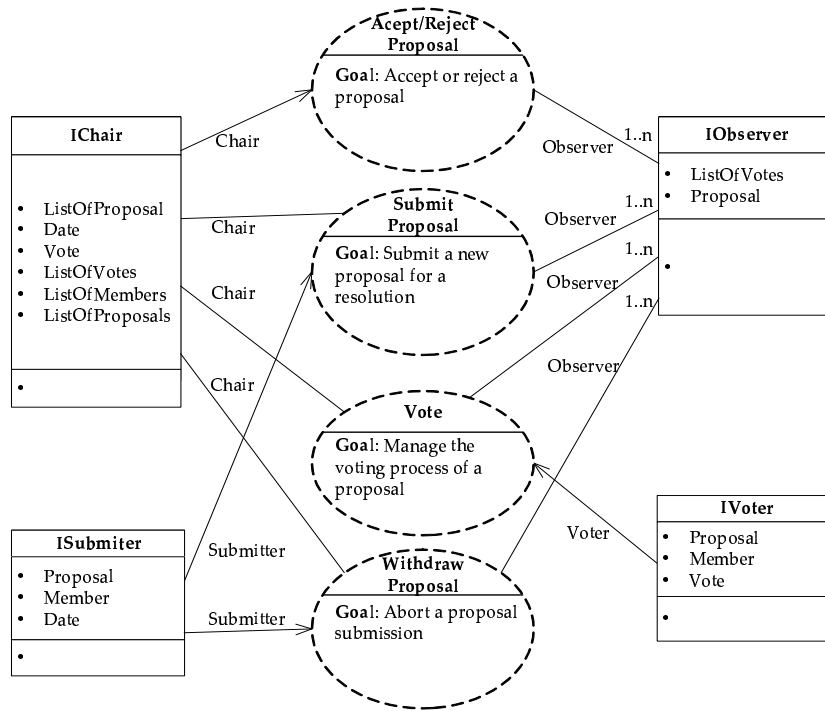 Acept/Reject
Proposal
Goal: Accept or reject a
proposal
IChair
• ListOfProposal
• Date
• Vote
• ListOfVotes
• ListOfMembers
• ListOfProposals
•
Chair
Chair
Chair
Chair
Submit
Proposal
Goal: Submit a new
proposal for a
resolution
Observer
1..n
Observer
1..n
Observer
1..n
Observer
1..n
IObserver
• ListOfVotes
• Proposal
•
Vote
Goal: Manage the
voting process of a
proposal
ISubmiter
• Proposal
• Member
• Date
•
Submitter
Submitter
Withdraw
Proposal
Goal: Abort a proposal
submission
Voter
IVoter
• Proposal
• Member
• Vote
•